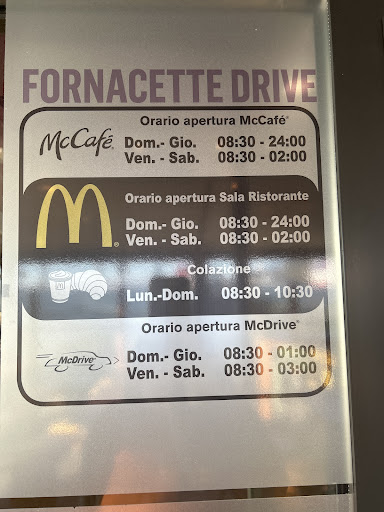 FORNACETTE DRIVE
Orario apertura McCafé®
McCafé Dom.- Gio. 08:30 - 24:00
Ven. - Sab. 08:30 - 02:00
Orario apertura Sala Ristorante
Dom.- Gio. 08:30 - 24:00
Ven.- Sab. 08:30 - 02:00
Colazione
Lun.-Dom. 08:30 - 10:30
Orario apertura McDrive®
McDrive® Dom.- Gio. 08:30 - 01:00
Ven. - Sab. 08:30 - 03:00